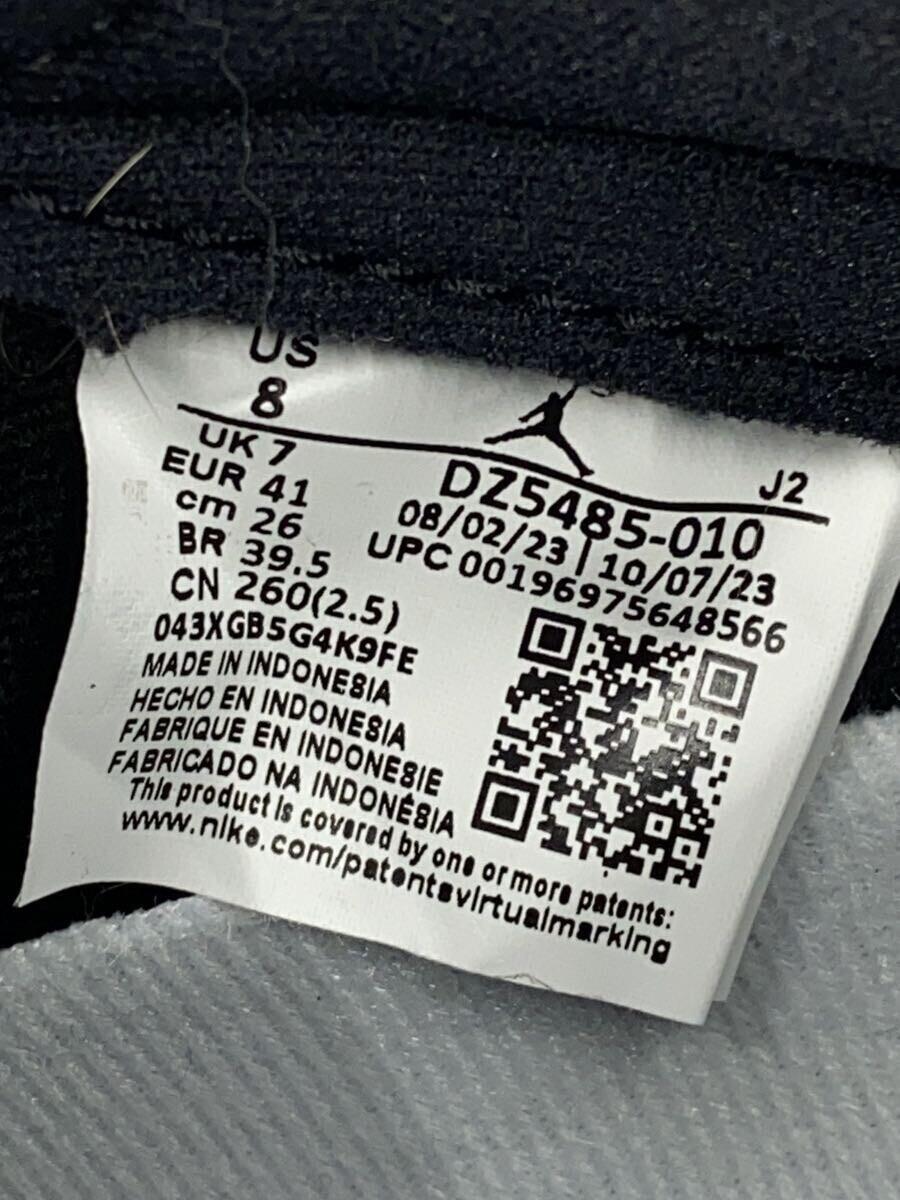 US
8
UK 7
EUR 41
cm 26
BR 39.5
CN 260(2.5)
J2
DZ5485-010
08/02/23 | 10/07/23
UPC 00196975648566
043XGB5G4K9FE
MADE IN INDONESIA
HECHO EN INDONESIA
FABRIQUE EN INDONESIE
FABRICADO NA INDONÉSIA
This product is covered by one or more patents:
www.nike.com/patentsvirtualmarking